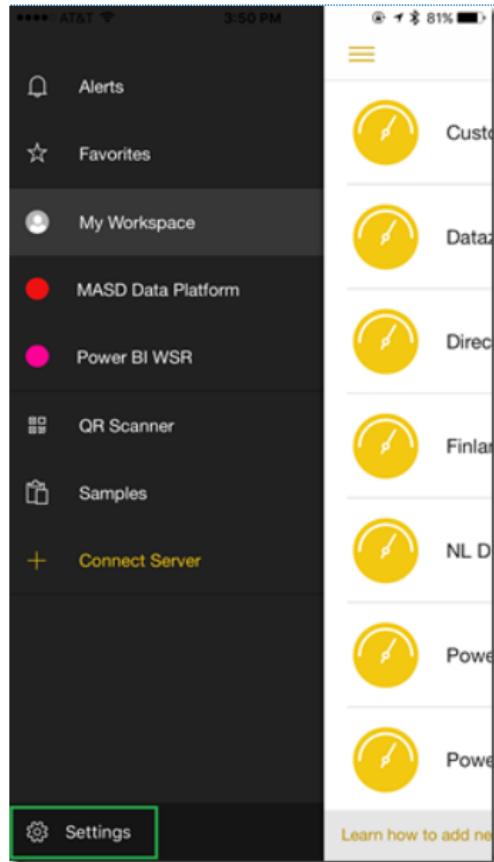 AT&T 3:50 PM 81%
Alerts
Favorites
My Workspace
MASD Data Platform
Power BI WSR
QR Scanner
Samples
Connect Server
Settings
Custo
Dataz
Direc
Finlar
NL D
Powe
Powe
Learn how to add ne